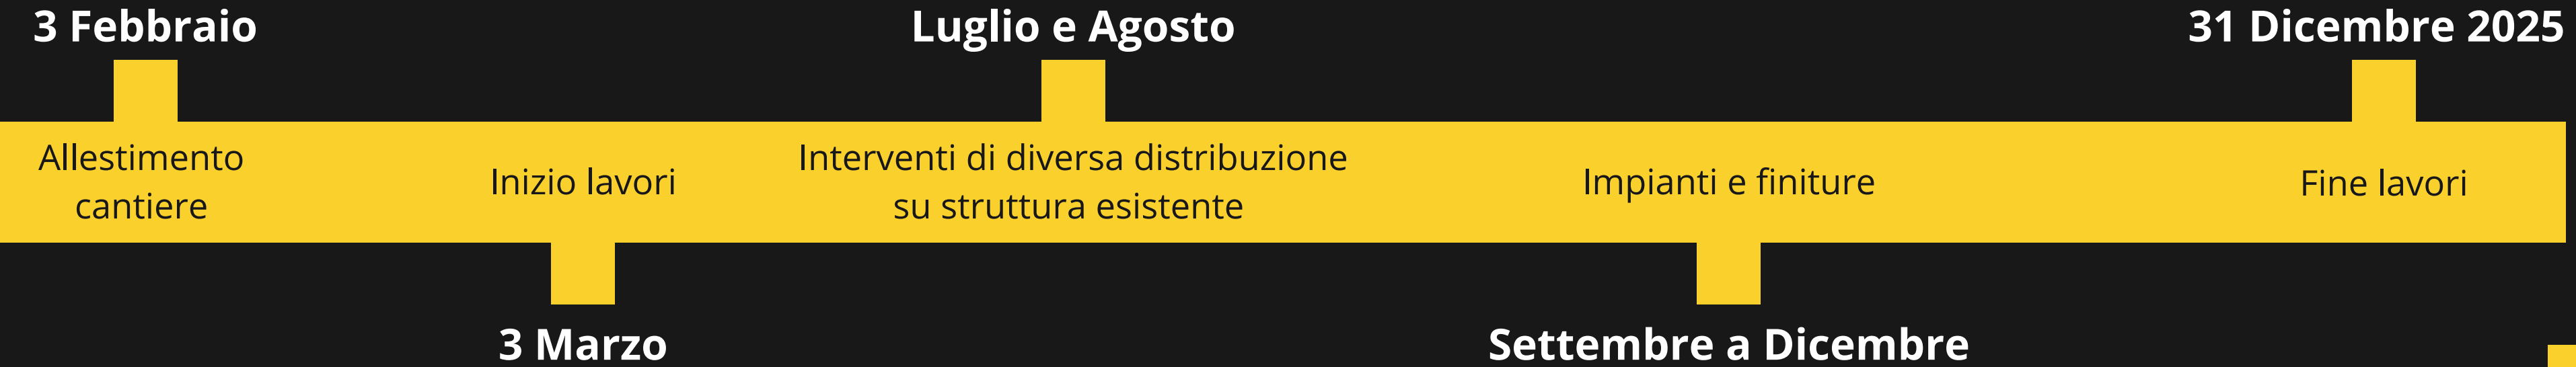 3 Febbraio
Luglio e Agosto
31 Dicembre 2025
Allestimento
cantiere
Inizio lavori
Interventi di diversa distribuzione
su struttura esistente
Impianti e finiture
Fine lavori
3 Marzo
Settembre a Dicembre